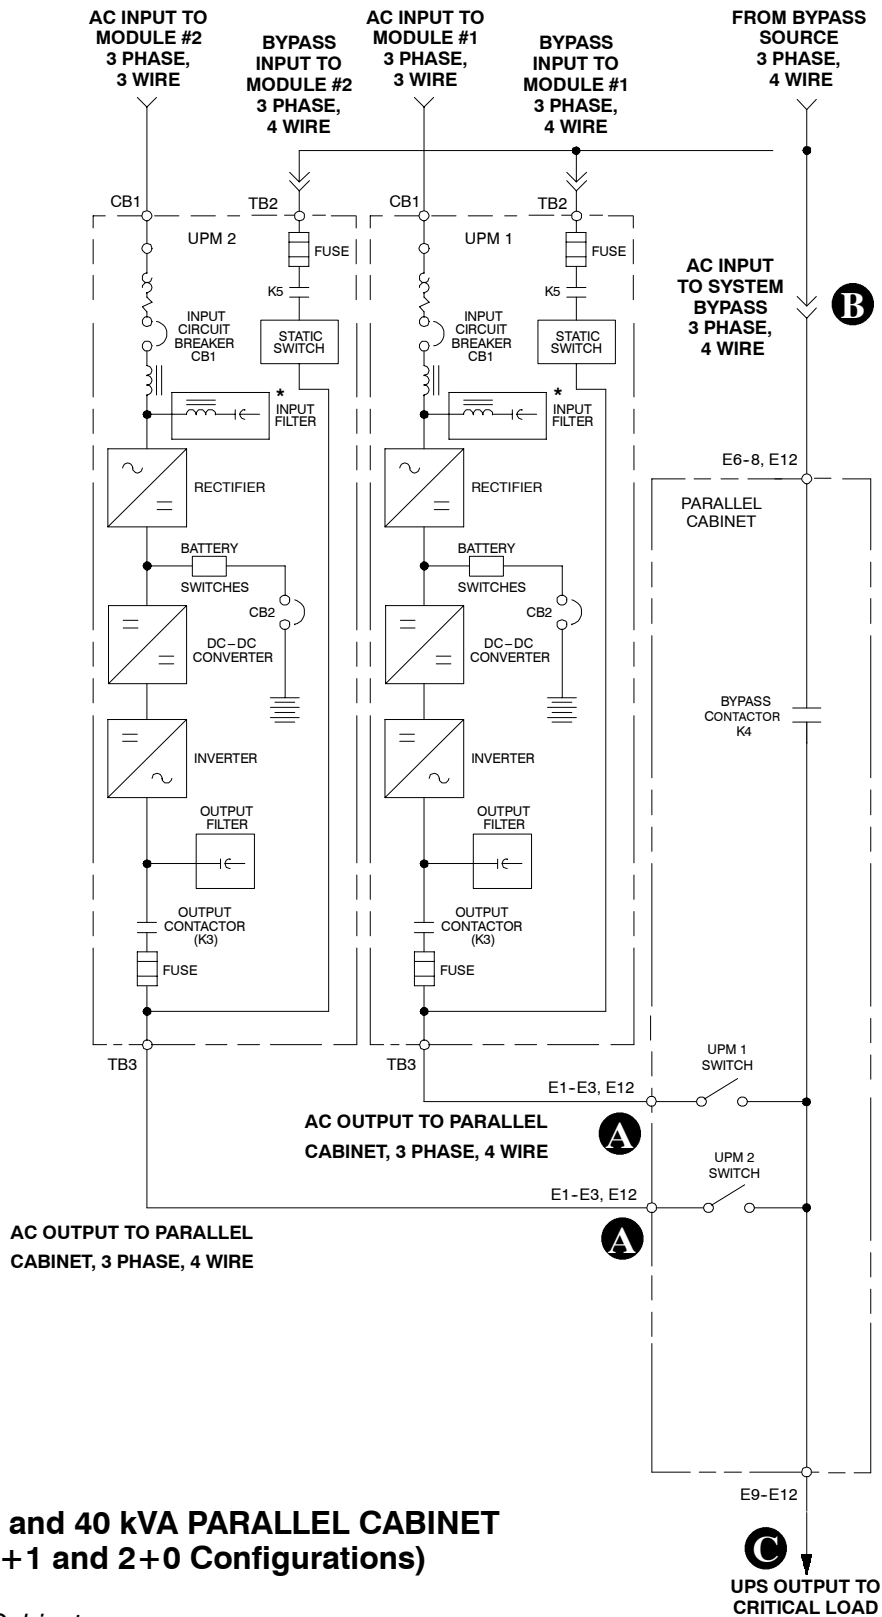 AC INPUT TO
MODULE #2
3 PHASE,
3 WIRE
BYPASS
INPUT TO
MODULE #2
3 PHASE,
4 WIRE
AC INPUT TO
MODULE #1
3 PHASE,
3 WIRE
BYPASS
INPUT TO
MODULE #1
3 PHASE,
4 WIRE
FROM BYPASS
SOURCE
3 PHASE,
4 WIRE
CB1
TB2
CB1
TB2
UPM 2
FUSE
K5
INPUT
CIRCUIT
BREAKER
CB1
STATIC
SWITCH
*
INPUT
FILTER
RECTIFIER
BATTERY
SWITCHES
CB2
DC-DC
CONVERTER
INVERTER
OUTPUT
FILTER
OUTPUT
CONTACTOR
(K3)
FUSE
TB3
UPM 1
FUSE
K5
INPUT
CIRCUIT
BREAKER
CB1
STATIC
SWITCH
*
INPUT
FILTER
RECTIFIER
BATTERY
SWITCHES
CB2
DC-DC
CONVERTER
INVERTER
OUTPUT
FILTER
OUTPUT
CONTACTOR
(K3)
FUSE
TB3
AC INPUT
TO SYSTEM
BYPASS
3 PHASE,
4 WIRE
B
E6-8, E12
PARALLEL
CABINET
BYPASS
CONTACTOR
K4
UPM 1
SWITCH
E1-E3, E12
AC OUTPUT TO PARALLEL
CABINET, 3 PHASE, 4 WIRE
A
UPM 2
SWITCH
E1-E3, E12
A
AC OUTPUT TO PARALLEL
CABINET, 3 PHASE, 4 WIRE
E9-E12
C
UPS OUTPUT TO
CRITICAL LOAD
and 40 kVA PARALLEL CABINET
+1 and 2+0 Configurations)